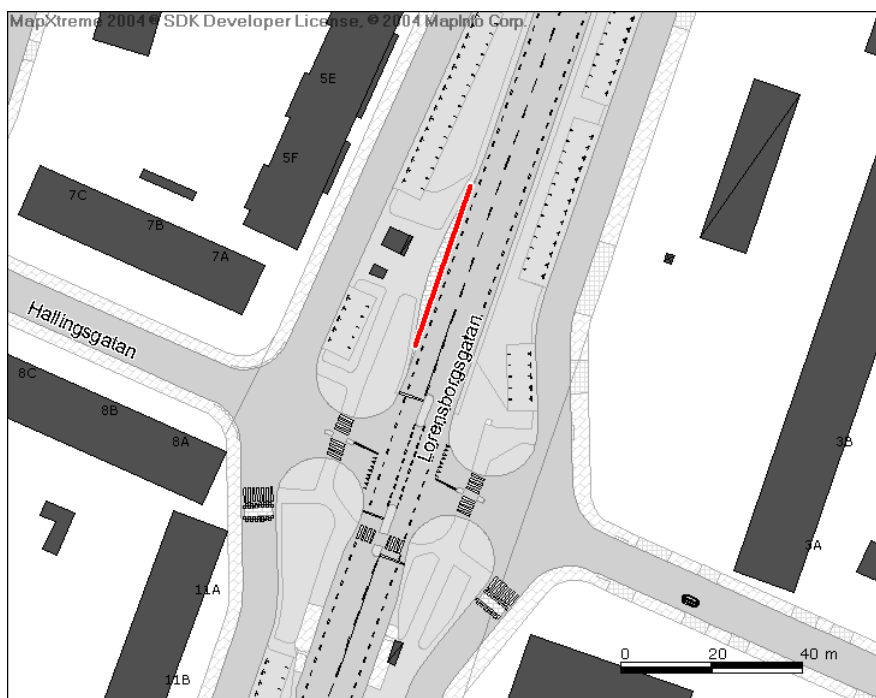 MapXtreme 2004 ® SDK Developer License, © 2004 MapInfo Corp.
5E
5F
7C
7B
7A
Hallingsgatan
8C
8B
8A
Lorensborgsgatan
3B
3A
11A
11B
0 20 40 m